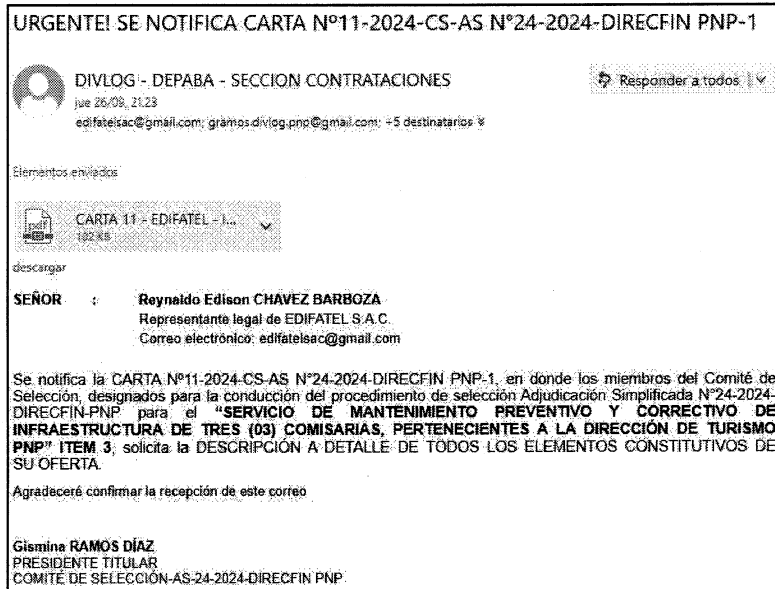 URGENTE! SE NOTIFICA CARTA Nº11-2024-CS-AS N°24-2024-DIRECFIN PNP-1
DIVLOG - DEPABA - SECCION CONTRATACIONES
Responder a todos
jue 26/09, 21:23
edifatelsac@gmail.com; gramos.divlog.pnp@gmail.com; +5 destinatarios
Elementos enviados
pdf
CARTA 11 - EDIFATEL - I...
182 KB
descargar
SEÑOR : Reynaldo Edison CHAVEZ BARBOZA
Representante legal de EDIFATEL S.A.C.
Correo electrónico: edifatelsac@gmail.com
Se notifica la CARTA Nº11-2024-CS-AS N°24-2024-DIRECFIN PNP-1, en donde los miembros del Comité de
Selección, designados para la conducción del procedimiento de selección Adjudicación Simplificada N°24-2024-
DIRECFIN-PNP para el "SERVICIO DE MANTENIMIENTO PREVENTIVO Y CORRECTIVO DE
INFRAESTRUCTURA DE TRES (03) COMISARIAS, PERTENECIENTES A LA DIRECCIÓN DE TURISMO
PNP" ITEM 3, solicita la DESCRIPCIÓN A DETALLE DE TODOS LOS ELEMENTOS CONSTITUTIVOS DE
SU OFERTA.
Agradeceré confirmar la recepción de este correo
Gismina RAMOS DÍAZ
PRESIDENTE TITULAR
COMITÉ DE SELECCIÓN-AS-24-2024-DIRECFIN PNP